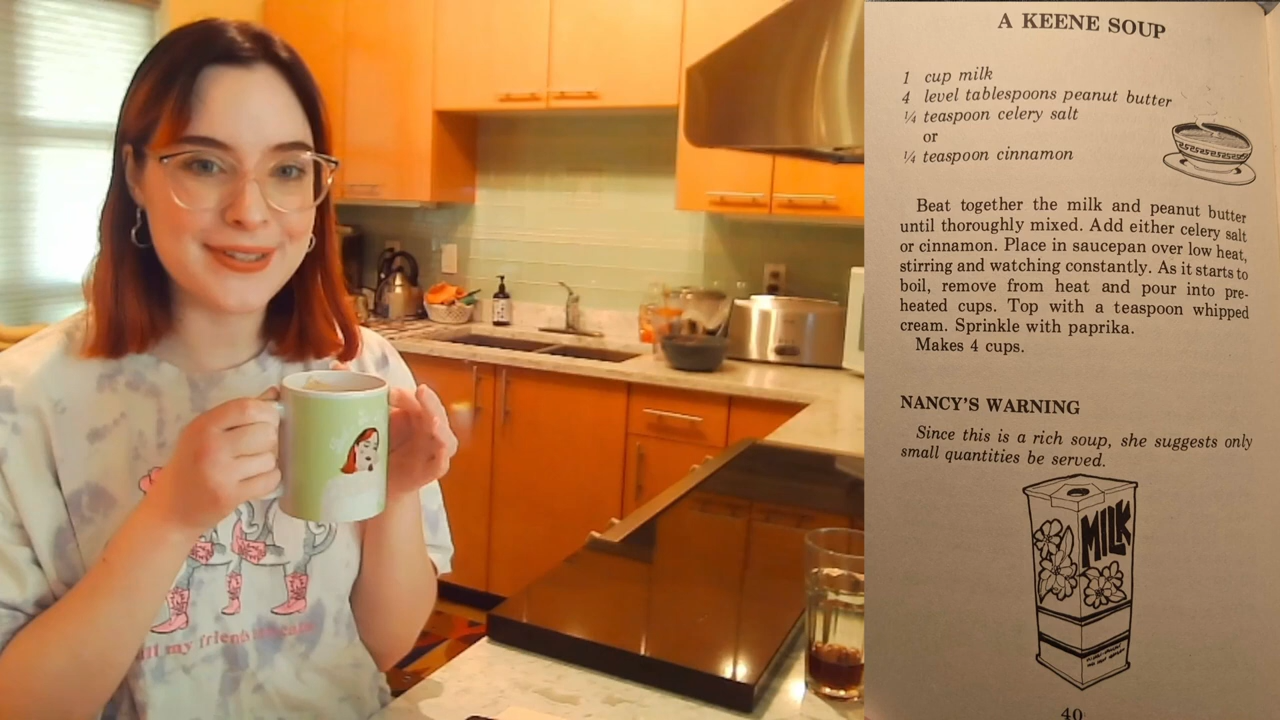 all my friends are cats
A KEENE SOUP
1 cup milk
4 level tablespoons peanut butter
¼ teaspoon celery salt
or
¼ teaspoon cinnamon
Beat together the milk and peanut butter
until thoroughly mixed. Add either celery salt
or cinnamon. Place in saucepan over low heat,
stirring and watching constantly. As it starts to
boil, remove from heat and pour into pre-
heated cups. Top with a teaspoon whipped
cream. Sprinkle with paprika.
Makes 4 cups.
NANCY'S WARNING
Since this is a rich soup, she suggests only
small quantities be served.
MILK
40